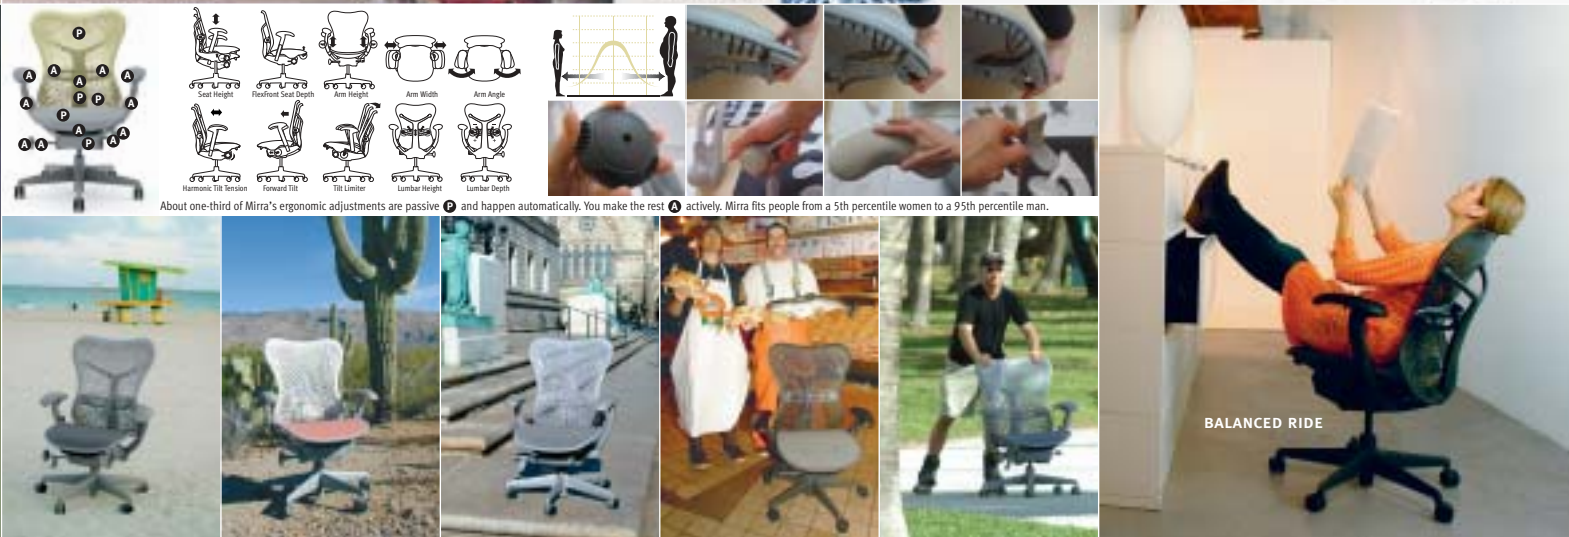 P
A A A A
A
A P P A
P
A A A P A A
Seat Height FlexFront Seat Depth Arm Height Arm Width Arm Angle
Harmonic Tilt Tension Forward Tilt Tilt Limiter Lumbar Height Lumbar Depth
About one-third of Mirra's ergonomic adjustments are passive P and happen automatically. You make the rest A actively. Mirra fits people from a 5th percentile women to a 95th percentile man.
BALANCED RIDE